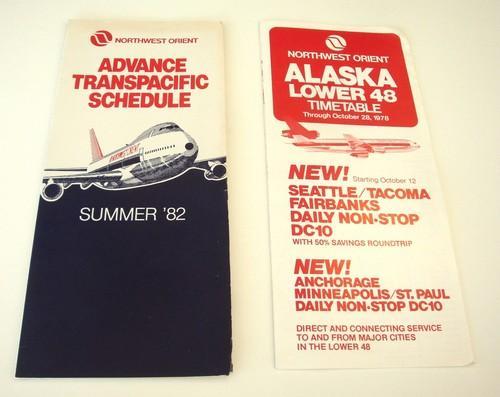 NORTHWEST ORIENT
ADVANCE
TRANSPACIFIC
SCHEDULE
SUMMER '82
NORTHWEST ORIENT
ALASKA
LOWER 48
TIMETABLE
Through October 28, 1978
NEW! Starting October 12
SEATTLE/TACOMA
FAIRBANKS
DAILY NON-STOP
DC10
WITH 50% SAVINGS ROUNDTRIP
NEW!
ANCHORAGE
MINNEAPOLIS/ST. PAUL
DAILY NON-STOP DC10
DIRECT AND CONNECTING SERVICE
TO AND FROM MAJOR CITIES
IN THE LOWER 48